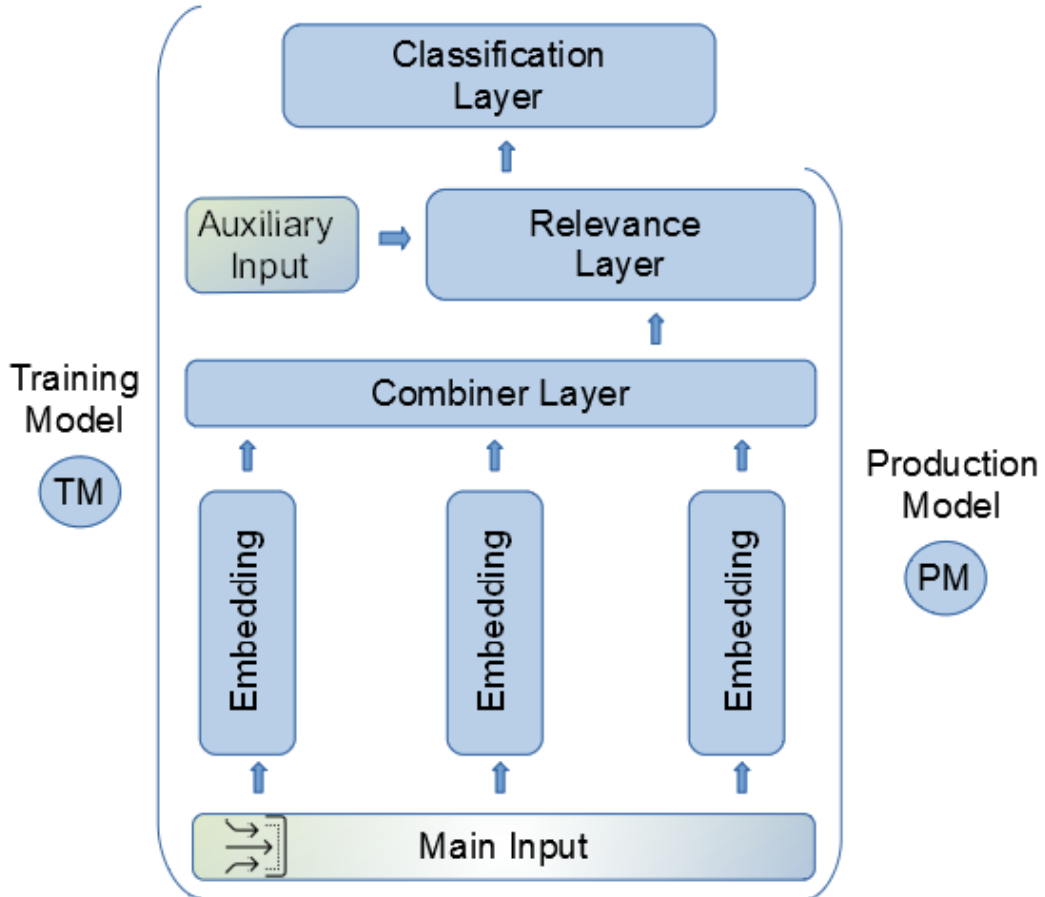 Classification
Layer
Auxiliary
Input
Relevance
Layer
Training
Model
TM
Combiner Layer
Production
Model
PM
Embedding
Embedding
Embedding
Main Input